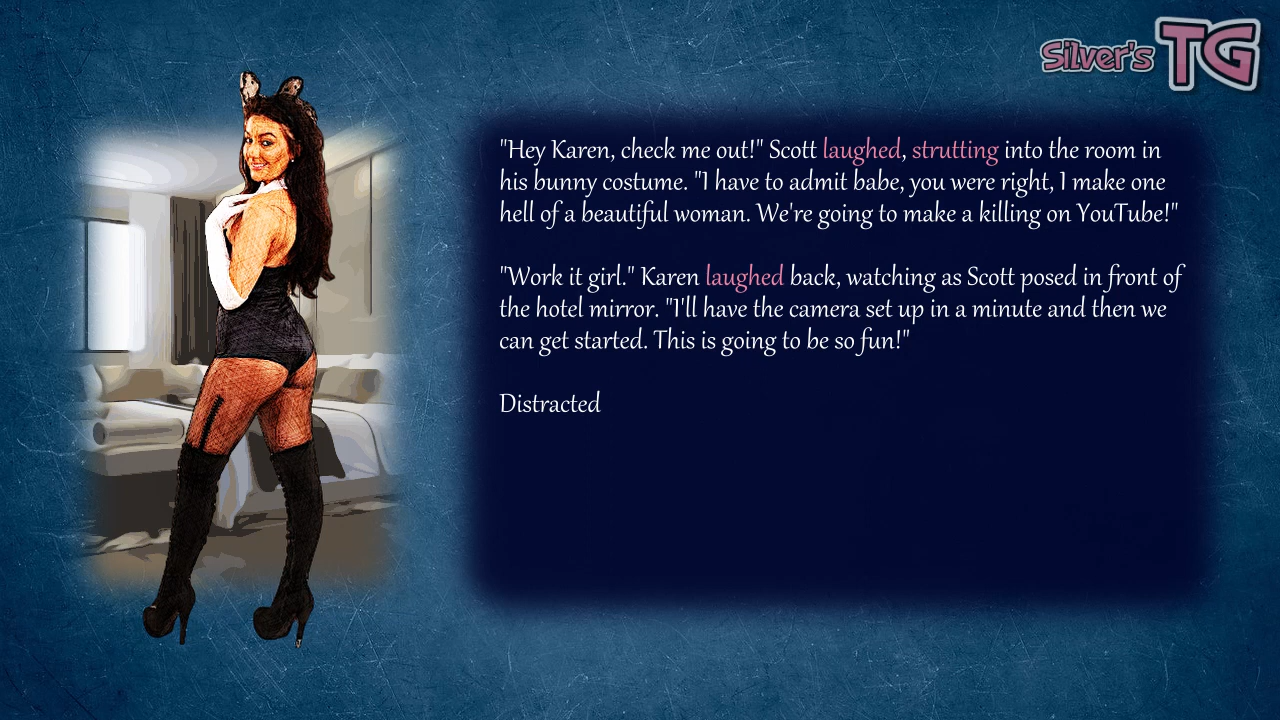 Silver's TG
"Hey Karen, check me out!" Scott laughed, strutting into the room in
his bunny costume. "I have to admit babe, you were right, I make one
hell of a beautiful woman. We're going to make a killing on YouTube!"
"Work it girl." Karen laughed back, watching as Scott posed in front of
the hotel mirror. "I'll have the camera set up in a minute and then we
can get started. This is going to be so fun!"
Distracted